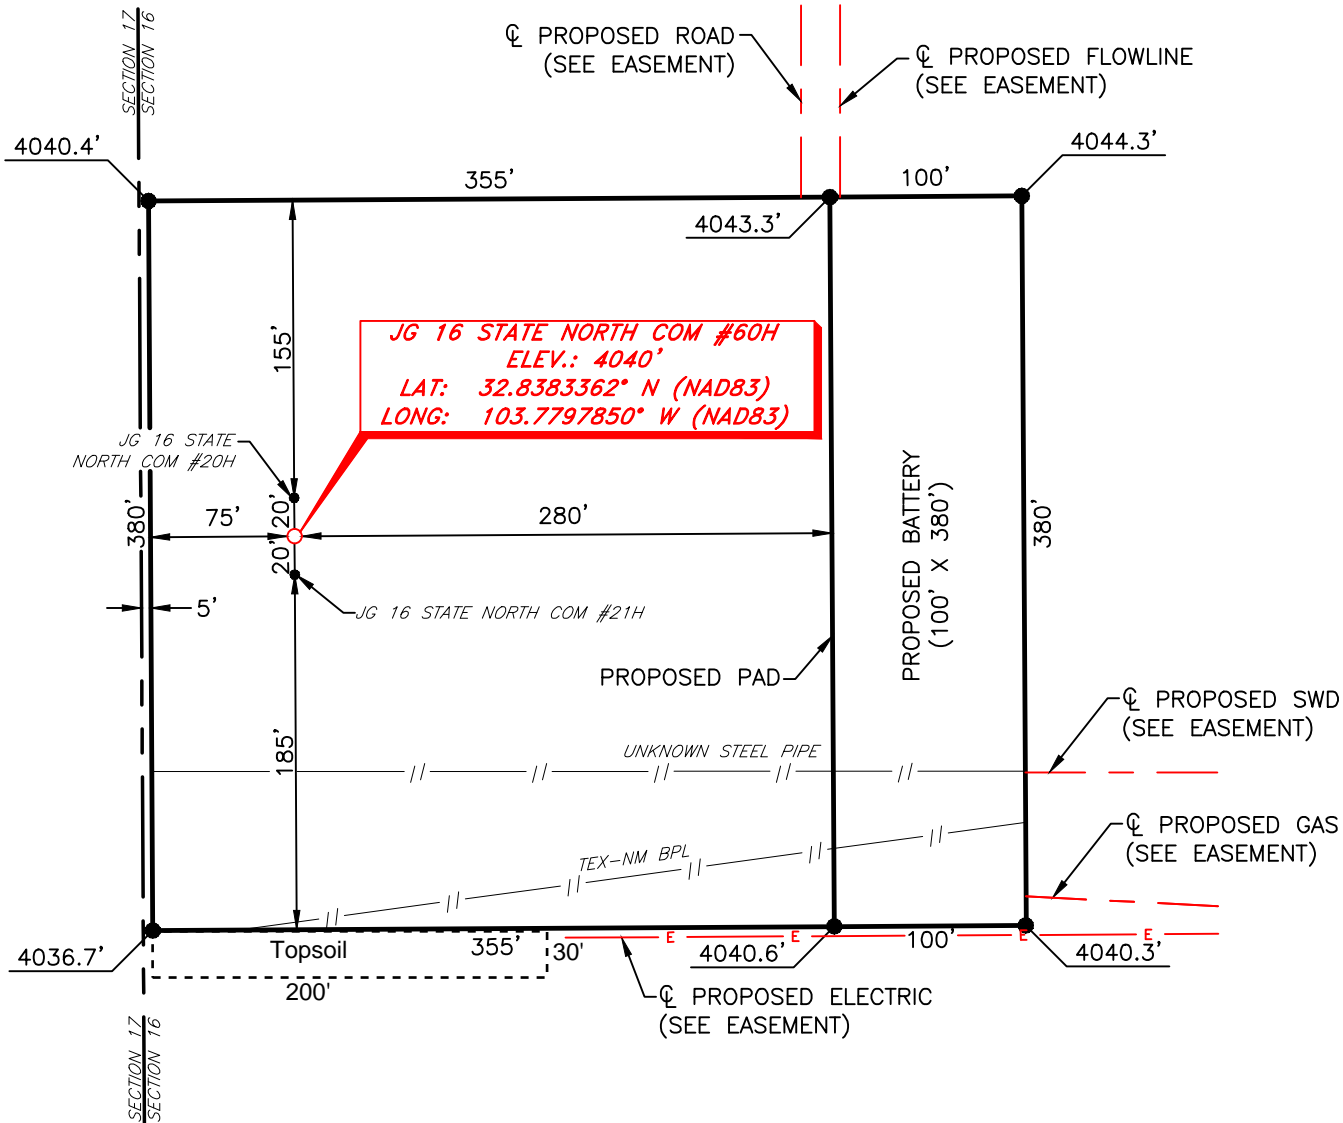 SECTION 17
SECTION 16
℄ PROPOSED ROAD
(SEE EASEMENT)
℄ PROPOSED FLOWLINE
(SEE EASEMENT)
4040.4'
355'
100'
4044.3'
4043.3'
155'
JG 16 STATE NORTH COM #60H
ELEV.: 4040'
LAT: 32.8383362° N (NAD83)
LONG: 103.7797850° W (NAD83)
JG 16 STATE
NORTH COM #20H
380'
75'
20'
20'
280'
PROPOSED BATTERY
(100' X 380')
380'
5'
JG 16 STATE NORTH COM #21H
PROPOSED PAD
℄ PROPOSED SWD
(SEE EASEMENT)
185'
UNKNOWN STEEL PIPE
TEX-NM BPL
℄ PROPOSED GAS
(SEE EASEMENT)
4036.7'
Topsoil
355'
30'
E
E
4040.6'
100'
E
E
4040.3'
200'
℄ PROPOSED ELECTRIC
(SEE EASEMENT)
SECTION 17
SECTION 16